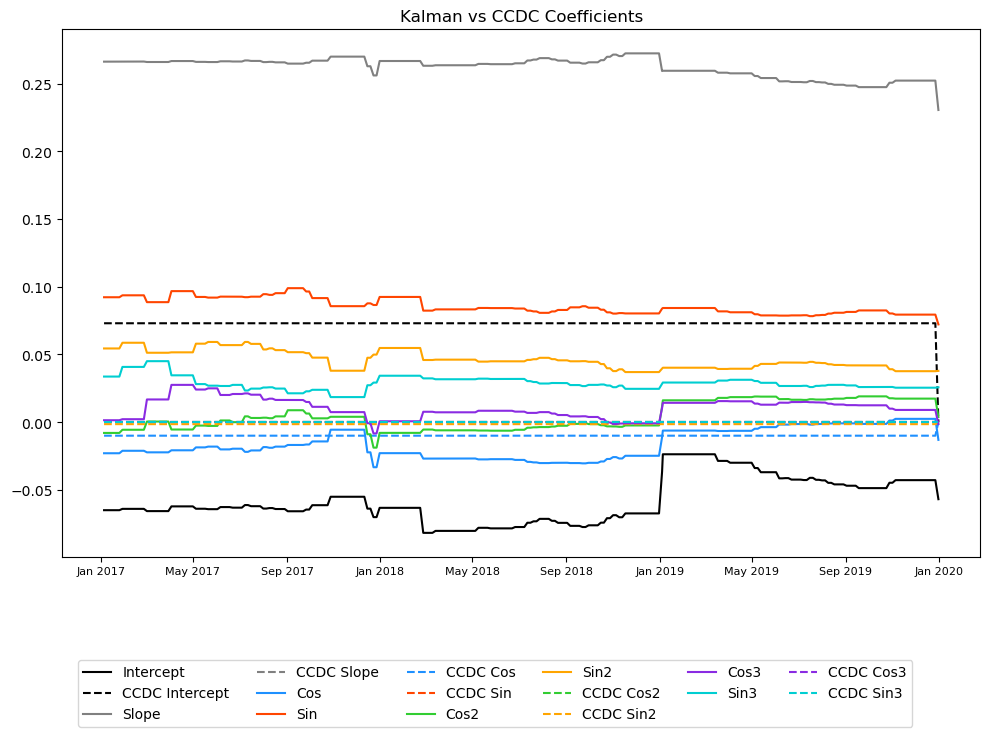 Kalman vs CCDC Coefficients
0.25
0.20
0.15
0.10
0.05
0.00
−0.05
Jan 2017 May 2017 Sep 2017 Jan 2018 May 2018 Sep 2018 Jan 2019 May 2019 Sep 2019 Jan 2020
Intercept CCDC Slope CCDC Cos Sin2 Cos3 CCDC Cos3
CCDC Intercept Cos CCDC Sin CCDC Cos2 Sin3 CCDC Sin3
Slope Sin Cos2 CCDC Sin2